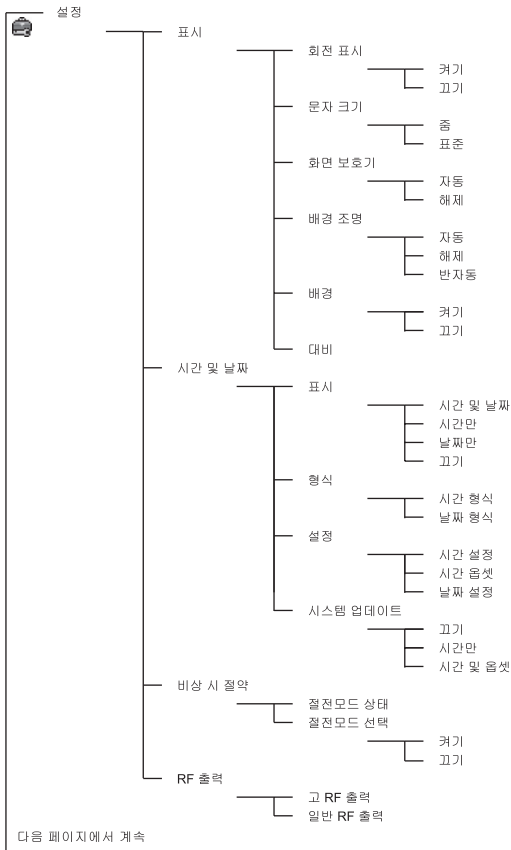 설정
표시
회전 표시
켜기
끄기
문자 크기
줌
표준
화면 보호기
자동
해제
배경 조명
자동
해제
반자동
배경
켜기
끄기
대비
시간 및 날짜
표시
시간 및 날짜
시간만
날짜만
끄기
형식
시간 형식
날짜 형식
설정
시간 설정
시간 옵셋
날짜 설정
시스템 업데이트
끄기
시간만
시간 및 옵셋
비상 시 절약
절전모드 상태
절전모드 선택
켜기
끄기
RF 출력
고 RF 출력
일반 RF 출력
다음 페이지에서 계속